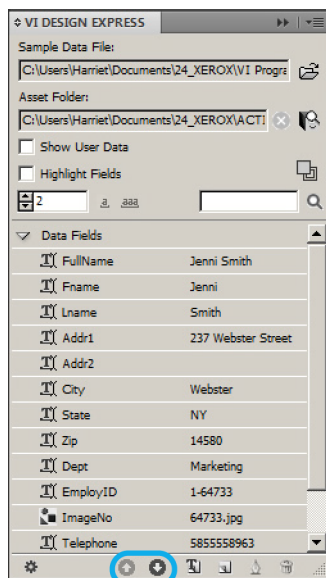 VI DESIGN EXPRESS
Sample Data File:
C:\Users\Harriet\Documents\24_XEROX\VI Progra
Asset Folder:
C:\Users\Harriet\Documents\24_XEROX\ACTI
Show User Data
Highlight Fields
2 a aaa
Data Fields
FullName Jenni Smith
Fname Jenni
Lname Smith
Addr1 237 Webster Street
Addr2
City Webster
State NY
Zip 14580
Dept Marketing
EmployID 1-64733
ImageNo 64733.jpg
Telephone 5855558963